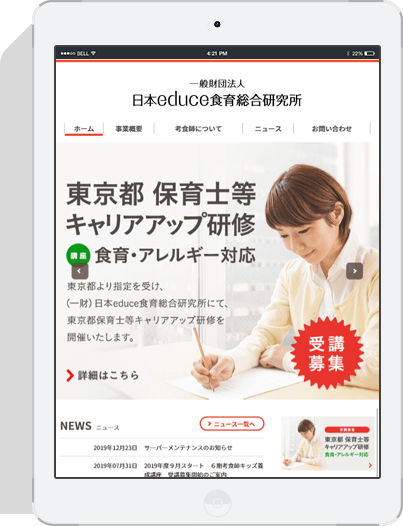 BELL
4:21 PM
22%
一般財団法人
日本educe食育総合研究所
ホーム 事業概要 考食師について ニュース お問い合わせ
東京都 保育士等
キャリアアップ研修
講座 食育・アレルギー対応
東京都より指定を受け、
(一財)日本educe食育総合研究所にて、
東京都保育士等キャリアアップ研修を
開催いたします。
詳細はこちら
受講
募集
NEWS ニュース
ニュース一覧へ
2019年12月23日 サーバーメンテナンスのお知らせ
2019年07月31日 2019年度９月スタート ６期考食師キッズ養
成講座 受講募集開始のご案内
受講募集
東京都 保育士等
キャリアアップ研修
食育・アレルギー対応